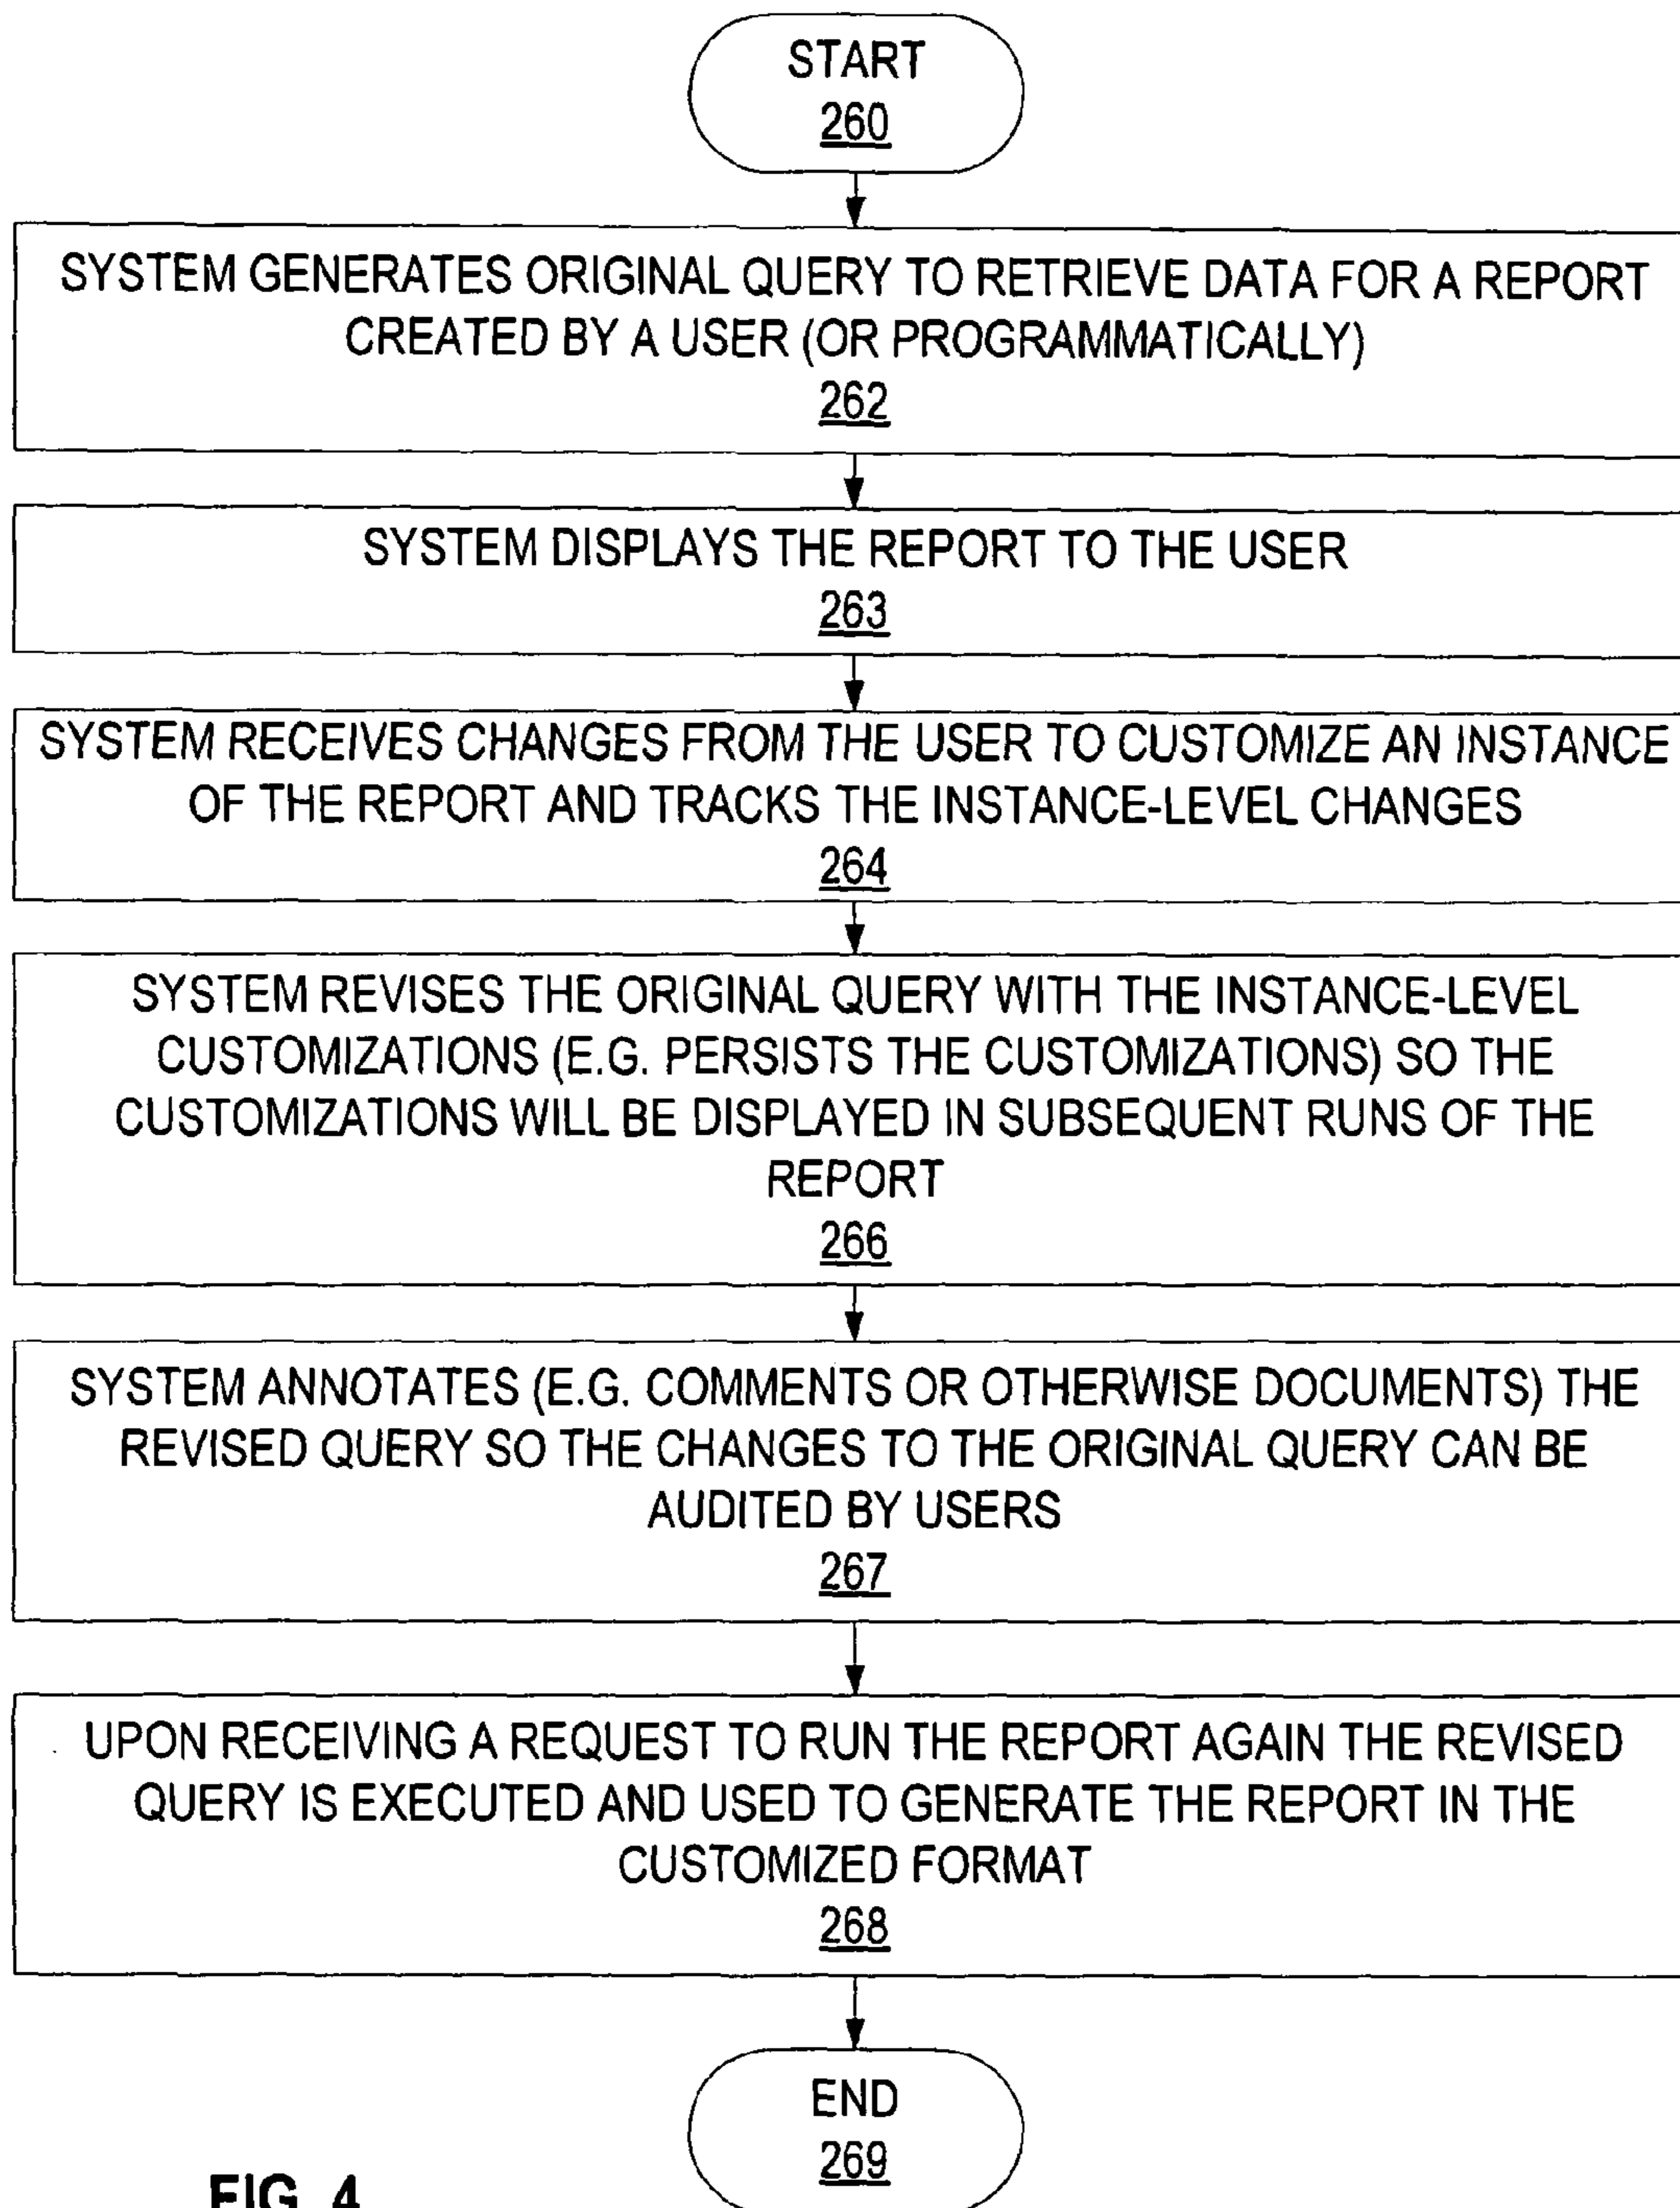 START
260
SYSTEM GENERATES ORIGINAL QUERY TO RETRIEVE DATA FOR A REPORT
CREATED BY A USER (OR PROGRAMMATICALLY)
262
SYSTEM DISPLAYS THE REPORT TO THE USER
263
SYSTEM RECEIVES CHANGES FROM THE USER TO CUSTOMIZE AN INSTANCE
OF THE REPORT AND TRACKS THE INSTANCE-LEVEL CHANGES
264
SYSTEM REVISES THE ORIGINAL QUERY WITH THE INSTANCE-LEVEL
CUSTOMIZATIONS (E.G. PERSISTS THE CUSTOMIZATIONS) SO THE
CUSTOMIZATIONS WILL BE DISPLAYED IN SUBSEQUENT RUNS OF THE
REPORT
266
SYSTEM ANNOTATES (E.G. COMMENTS OR OTHERWISE DOCUMENTS) THE
REVISED QUERY SO THE CHANGES TO THE ORIGINAL QUERY CAN BE
AUDITED BY USERS
267
UPON RECEIVING A REQUEST TO RUN THE REPORT AGAIN THE REVISED
QUERY IS EXECUTED AND USED TO GENERATE THE REPORT IN THE
CUSTOMIZED FORMAT
268
END
269
FIG. 4